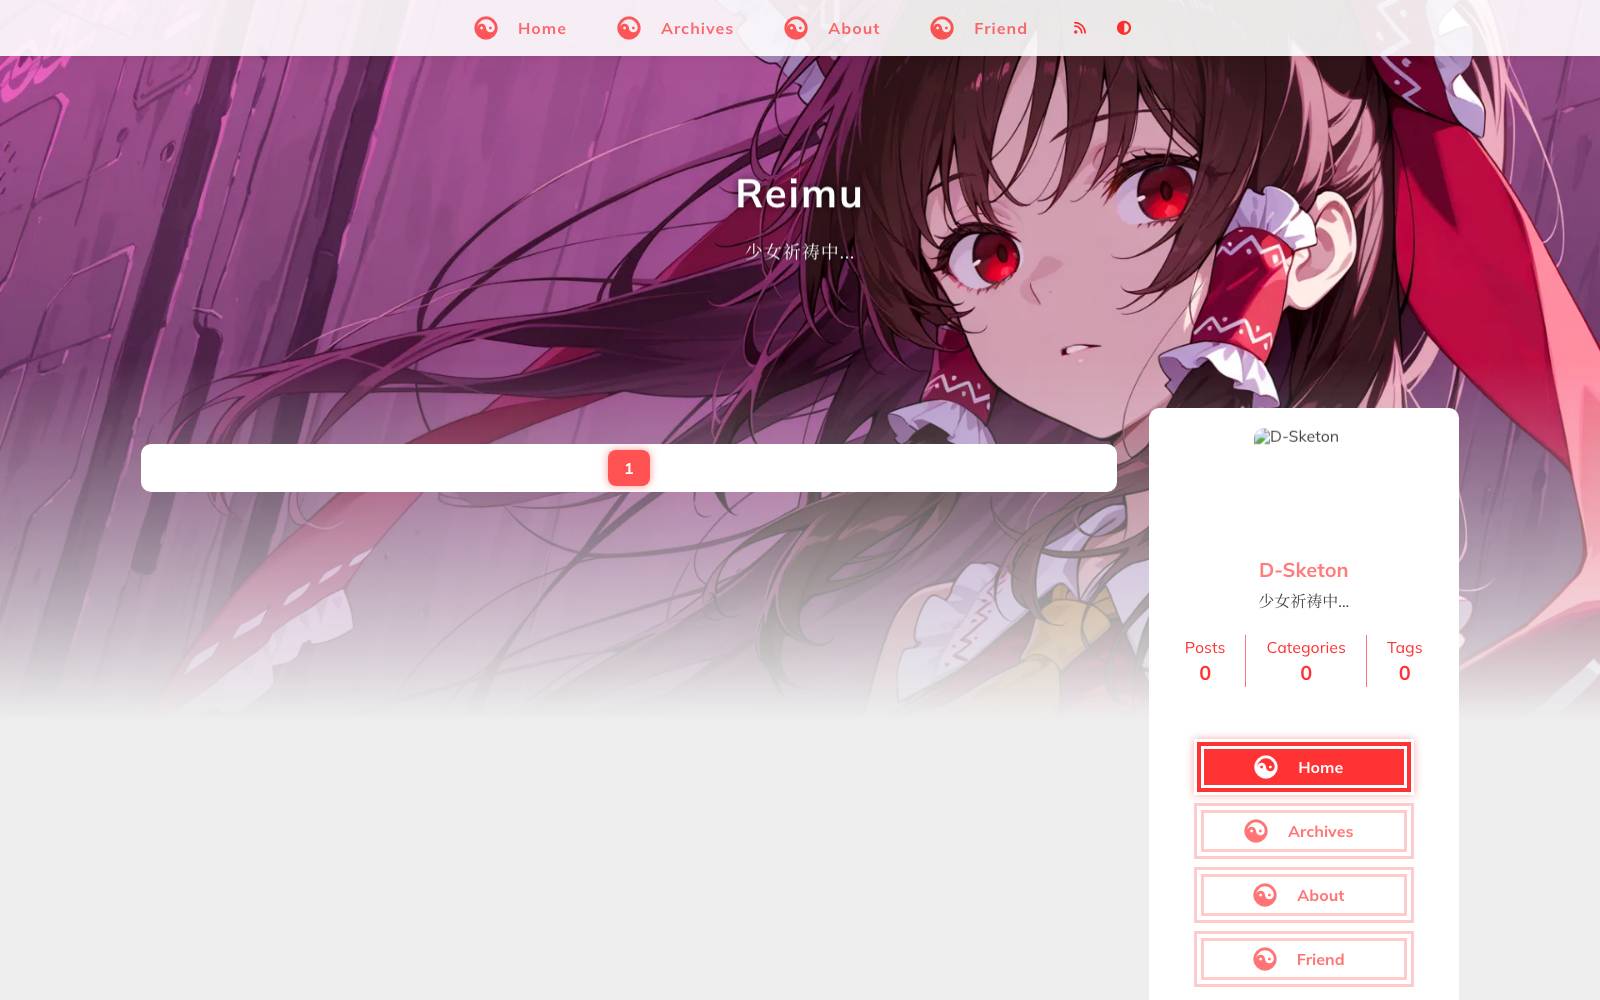 Home Archives About Friend
Reimu
少女祈祷中...
1
D-Sketon
D-Sketon
少女祈祷中...
Posts Categories Tags
0 0 0
Home
Archives
About
Friend